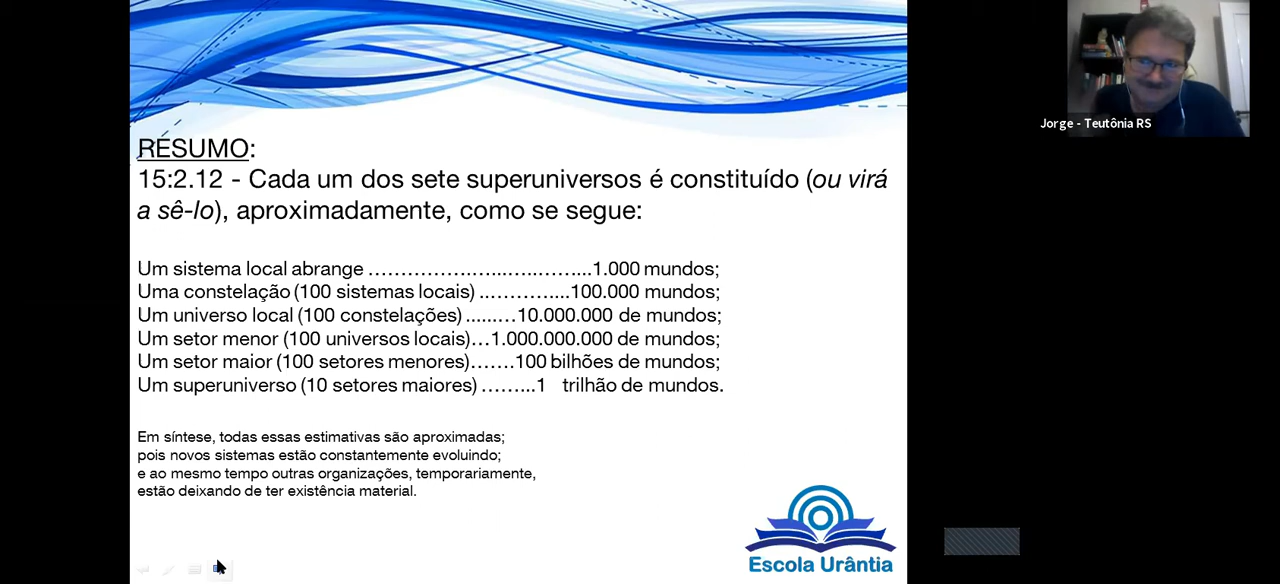 RESUMO:
15:2.12 - Cada um dos sete superuniversos é constituído (ou virá
a sê-lo), aproximadamente, como se segue:
Um sistema local abrange ……………..…...…..……...1.000 mundos;
Uma constelação (100 sistemas locais) ..………....100.000 mundos;
Um universo local (100 constelações) ......…10.000.000 de mundos;
Um setor menor (100 universos locais)…1.000.000.000 de mundos;
Um setor maior (100 setores menores)…….100 bilhões de mundos;
Um superuniverso (10 setores maiores) ……...1 trilhão de mundos.
Em síntese, todas essas estimativas são aproximadas;
pois novos sistemas estão constantemente evoluindo;
e ao mesmo tempo outras organizações, temporariamente,
estão deixando de ter existência material.
Escola Urântia
Jorge - Teutônia RS